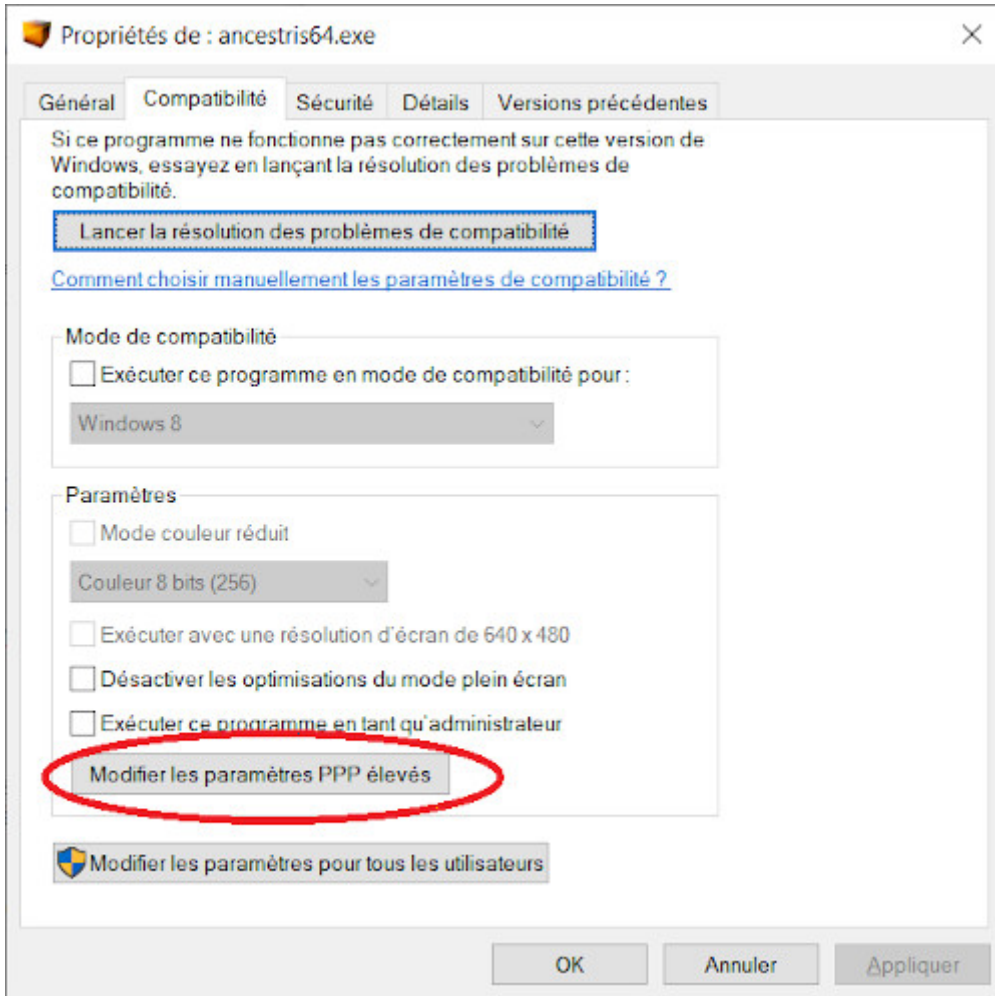 Propriétés de : ancestris64.exe
Général Compatibilité Sécurité Détails Versions précédentes
Si ce programme ne fonctionne pas correctement sur cette version de
Windows, essayez en lançant la résolution des problèmes de
compatibilité.
Lancer la résolution des problèmes de compatibilité
Comment choisir manuellement les paramètres de compatibilité ?
Mode de compatibilité
Exécuter ce programme en mode de compatibilité pour :
Windows 8
Paramètres
Mode couleur réduit
Couleur 8 bits (256)
Exécuter avec une résolution d'écran de 640 x 480
Désactiver les optimisations du mode plein écran
Exécuter ce programme en tant qu'administrateur
Modifier les paramètres PPP élevés
Modifier les paramètres pour tous les utilisateurs
OK Annuler Appliquer